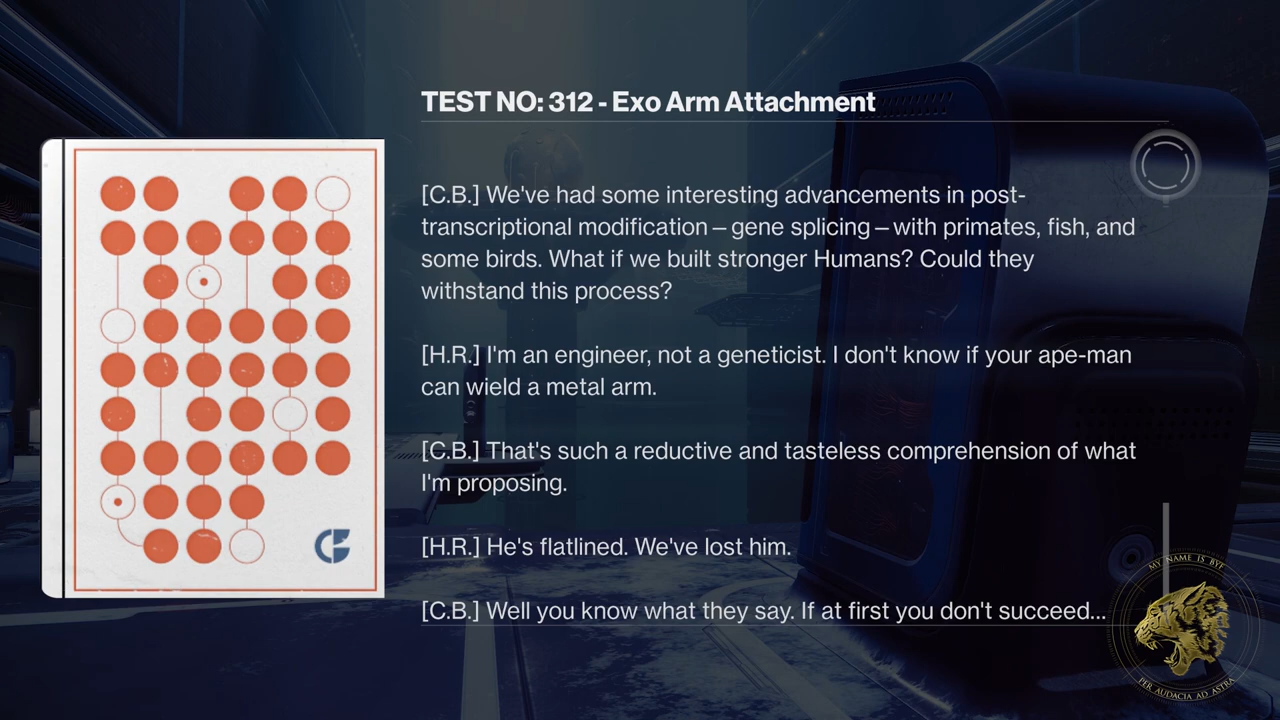 TEST NO: 312 - Exo Arm Attachment
[C.B.] We've had some interesting advancements in post-
transcriptional modification – gene splicing – with primates, fish, and
some birds. What if we built stronger Humans? Could they
withstand this process?
[H.R.] I'm an engineer, not a geneticist. I don't know if your ape-man
can wield a metal arm.
[C.B.] That's such a reductive and tasteless comprehension of what
I'm proposing.
[H.R.] He's flatlined. We've lost him.
[C.B.] Well you know what they say. If at first you don't succeed...
MY NAME IS BYF
PER AUDACIA AD ASTRA